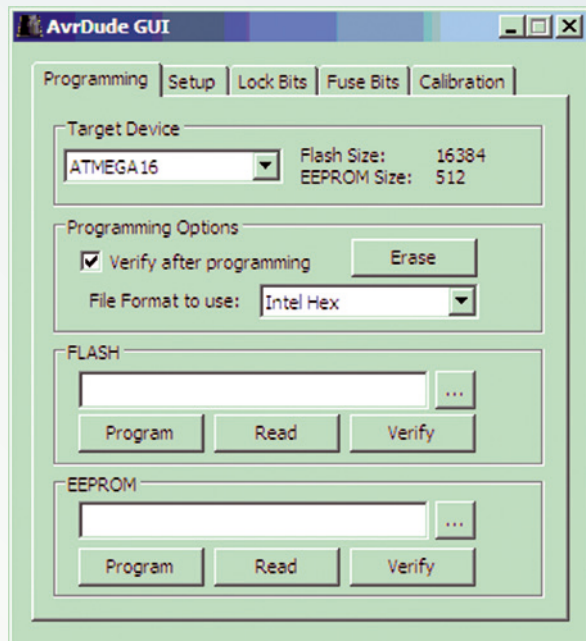 AvrDude GUI
Programming Setup Lock Bits Fuse Bits Calibration
Target Device
ATMEGA16
Flash Size: 16384
EEPROM Size: 512
Programming Options
Verify after programming Erase
File Format to use: Intel Hex
FLASH
...
Program Read Verify
EEPROM
...
Program Read Verify